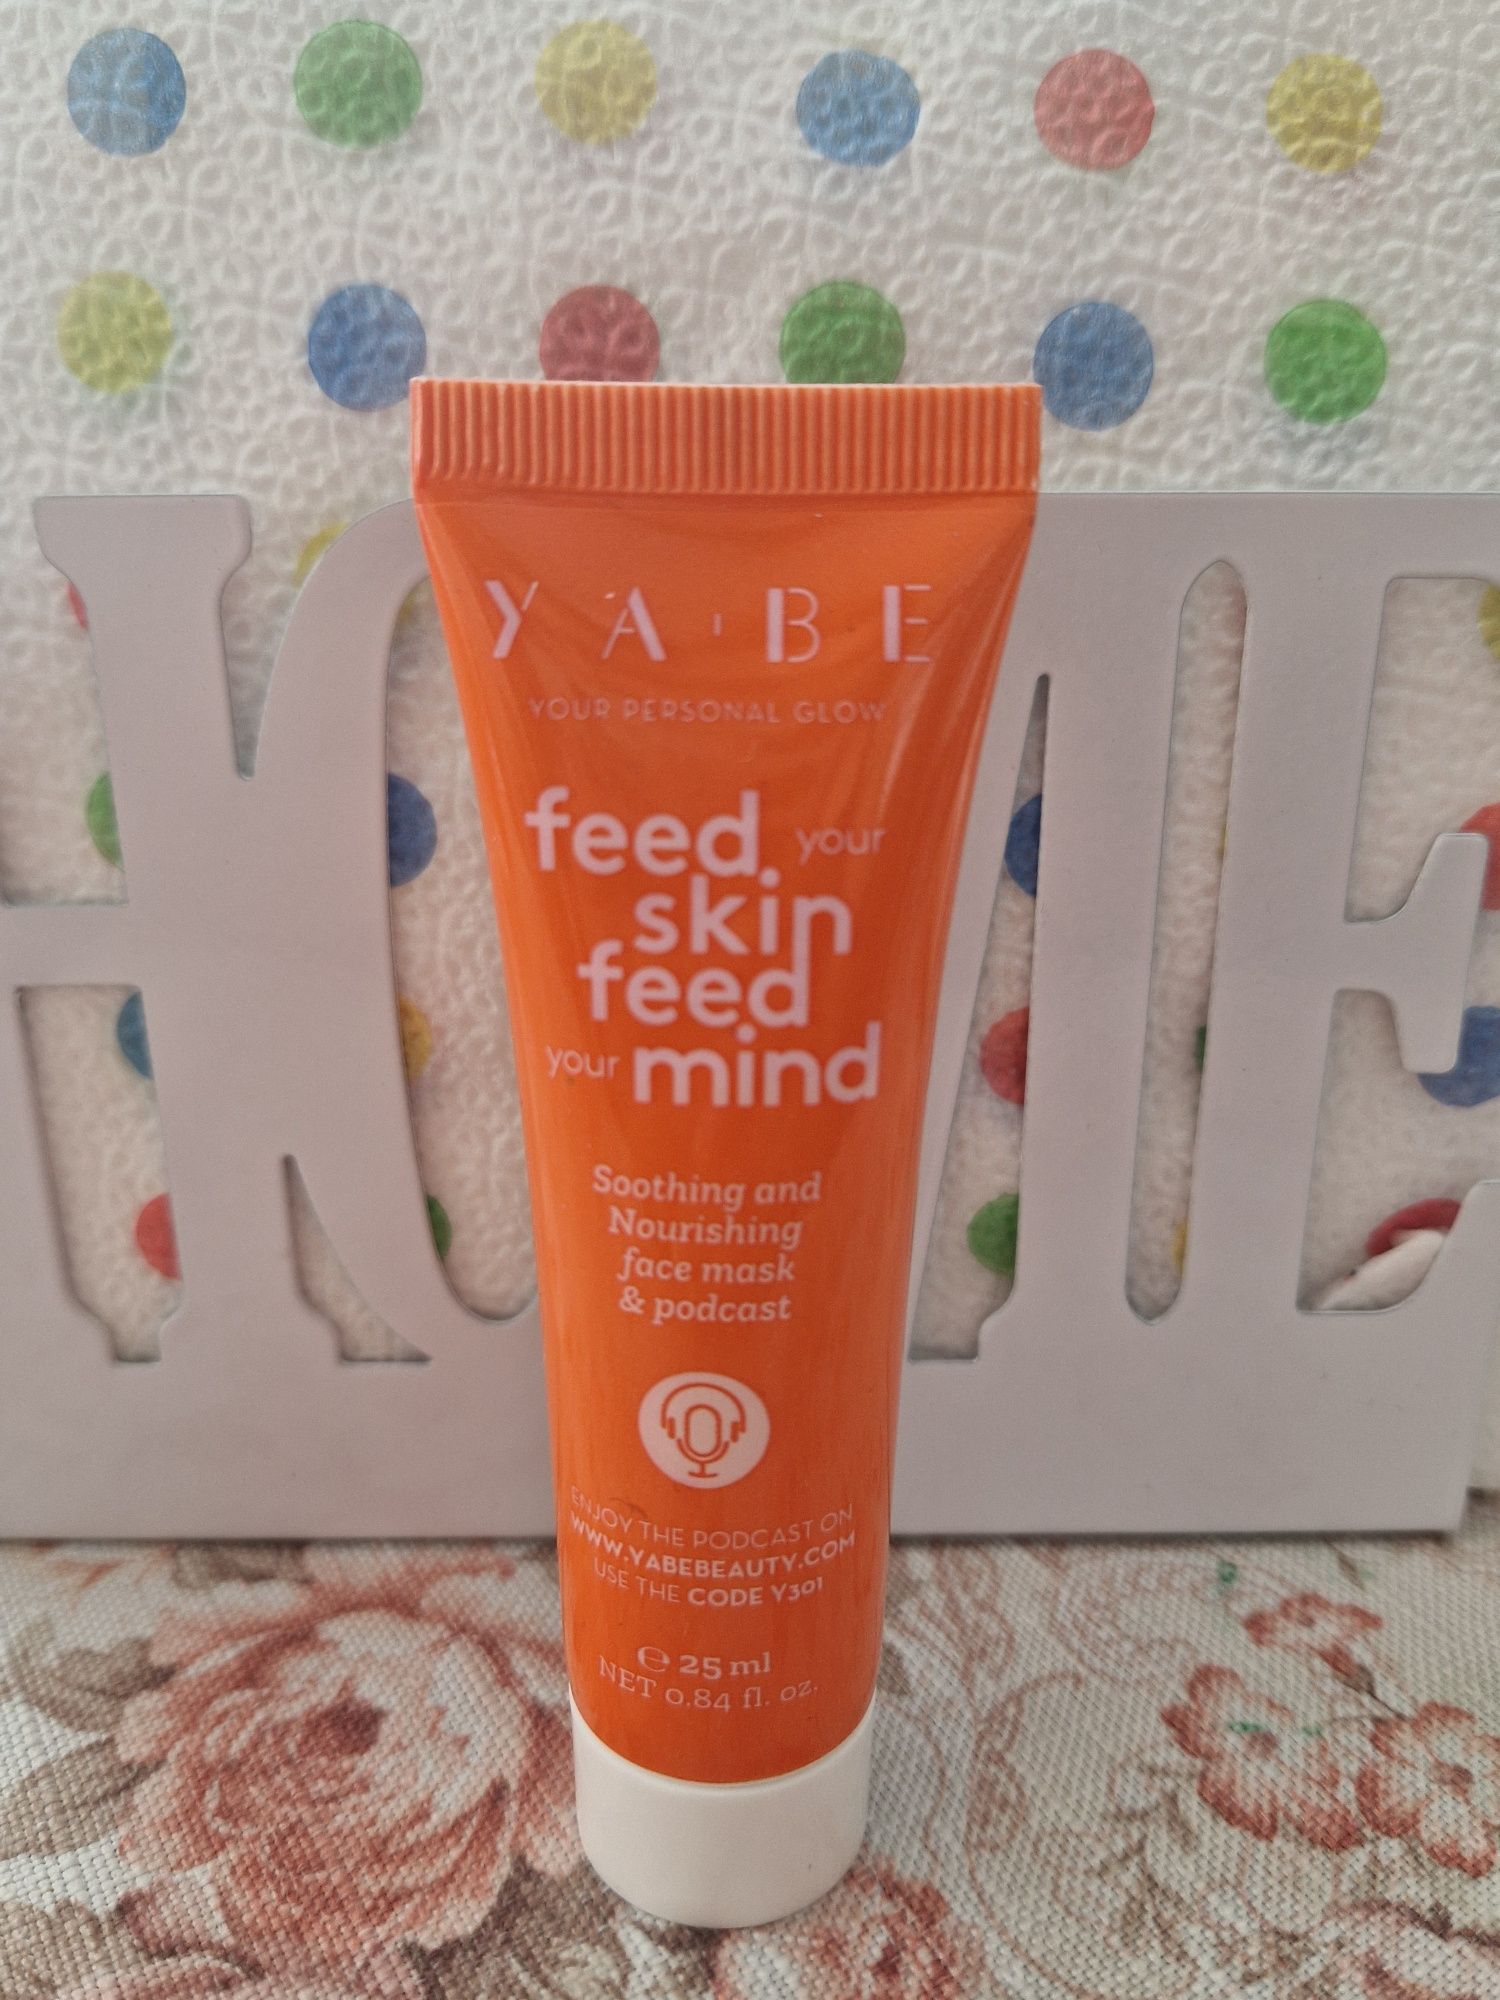 YA·BE
YOUR PERSONAL GLOW
feed your
skin
feed
your mind
Soothing and
Nourishing
face mask
& podcast
ENJOY THE PODCAST ON
WWW.YABEBEAUTY.COM
USE THE CODE Y301
℮ 25 ml
NET 0.84 fl. oz.
HOME